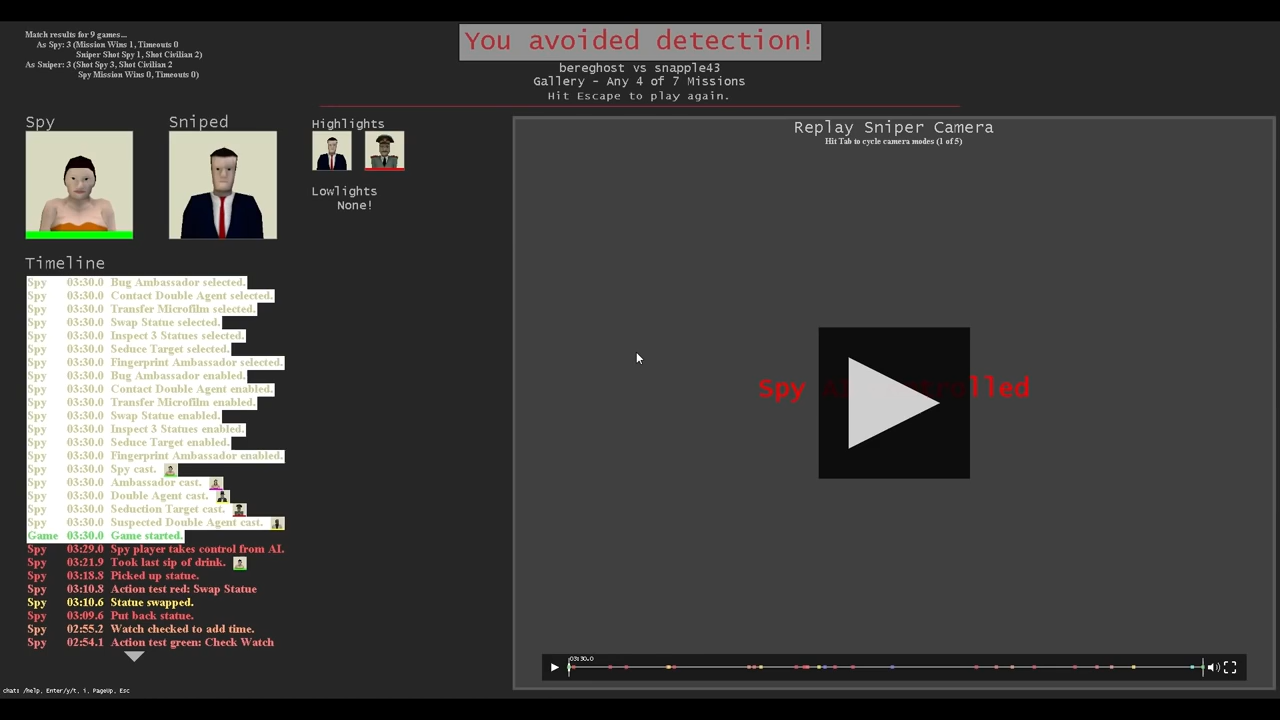 Match results for 9 games...
As Spy: 3 (Mission Wins 1, Timeouts 0
Sniper Shot Spy 1, Shot Civilian 2)
As Sniper: 3 (Shot Spy 3, Shot Civilian 2
Spy Mission Wins 0, Timeouts 0)
You avoided detection!
bereghost vs snapple43
Gallery - Any 4 of 7 Missions
Hit Escape to play again.
Spy
Sniped
Highlights
Lowlights
None!
Replay Sniper Camera
Hit Tab to cycle camera modes (1 of 5)
Timeline
Spy 03:30.0 Bug Ambassador selected.
Spy 03:30.0 Contact Double Agent selected.
Spy 03:30.0 Transfer Microfilm selected.
Spy 03:30.0 Swap Statue selected.
Spy 03:30.0 Inspect 3 Statues selected.
Spy 03:30.0 Seduce Target selected.
Spy 03:30.0 Fingerprint Ambassador selected.
Spy 03:30.0 Bug Ambassador enabled.
Spy 03:30.0 Contact Double Agent enabled.
Spy 03:30.0 Transfer Microfilm enabled.
Spy 03:30.0 Swap Statue enabled.
Spy 03:30.0 Inspect 3 Statues enabled.
Spy 03:30.0 Seduce Target enabled.
Spy 03:30.0 Fingerprint Ambassador enabled.
Spy 03:30.0 Spy cast.
Spy 03:30.0 Ambassador cast.
Spy 03:30.0 Double Agent cast.
Spy 03:30.0 Seduction Target cast.
Spy 03:30.0 Suspected Double Agent cast.
Game 03:30.0 Game started.
Spy 03:29.0 Spy player takes control from AI.
Spy 03:21.9 Took last sip of drink.
Spy 03:18.8 Picked up statue.
Spy 03:10.8 Action test red: Swap Statue
Spy 03:10.6 Statue swapped.
Spy 03:09.6 Put back statue.
Spy 02:55.2 Watch checked to add time.
Spy 02:54.1 Action test green: Check Watch
Spy AI controlled
03:30.0
chat: /help, Enter/y/t, 1, PageUp, Esc